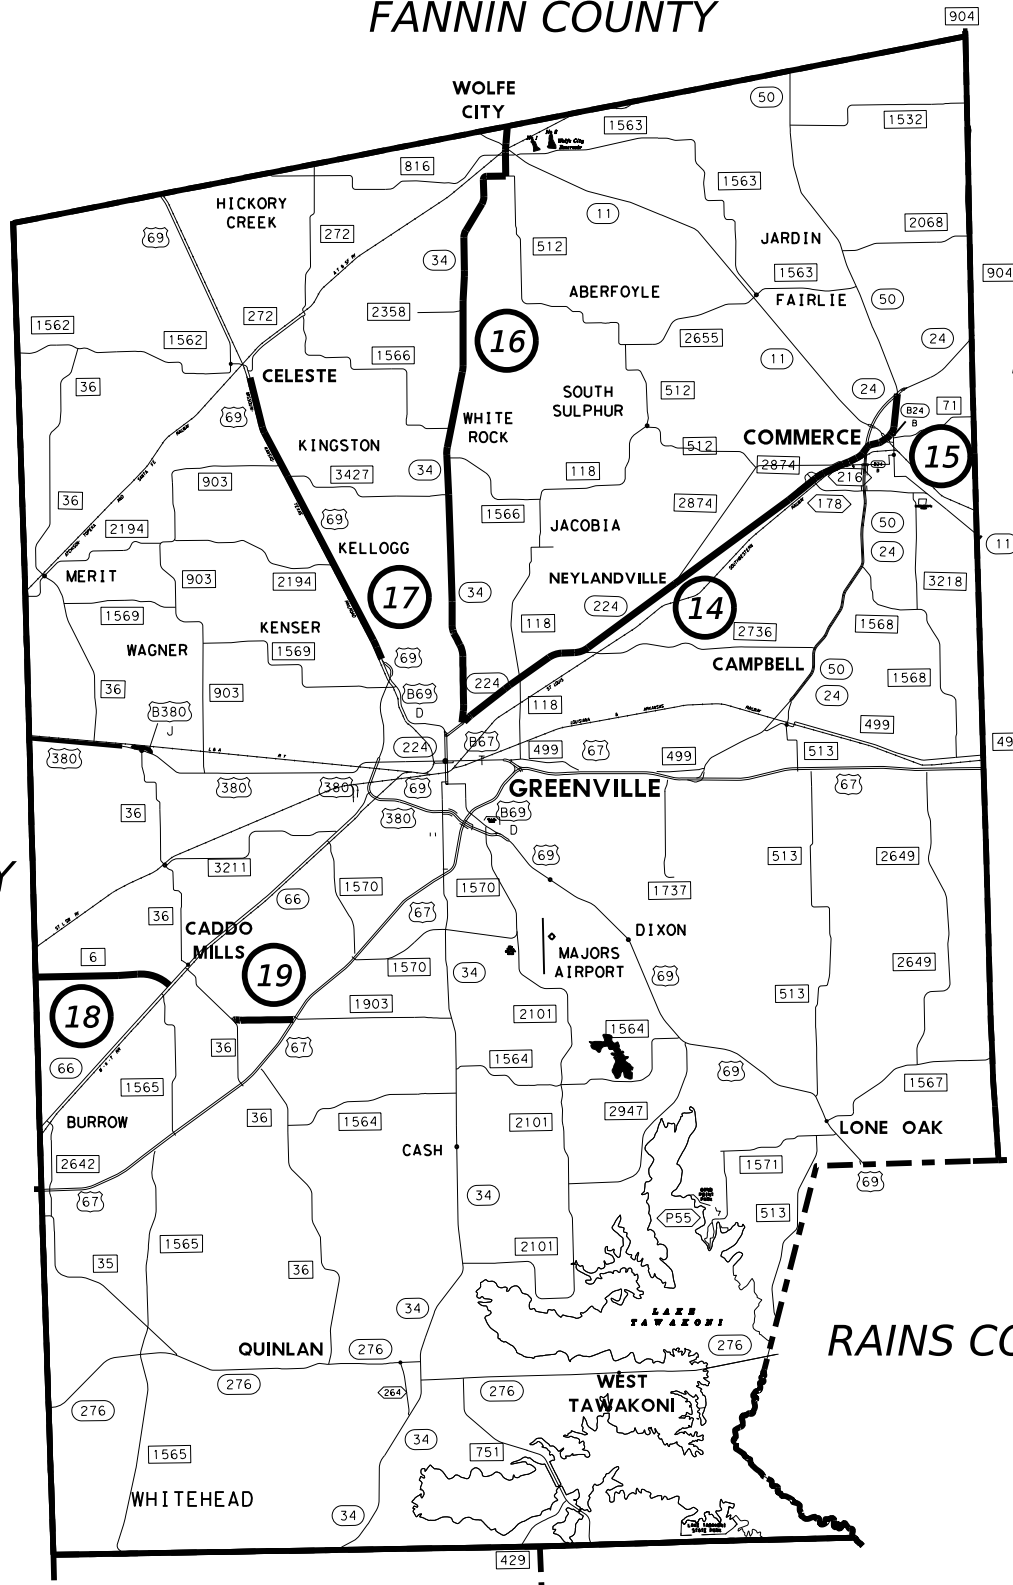 FANNIN COUNTY
904
WOLFE
CITY
50
1563
1532
816
1563
HICKORY
CREEK
11
2068
69
272
512
JARDIN
34
1563
904
ABERFOYLE
FAIRLIE
50
272
2358
1562
1562
16
2655
24
1566
11
CELESTE
36
SOUTH
SULPHUR
512
24
B24
B
71
69
WHITE
ROCK
KINGSTON
COMMERCE
512
15
34
118
2874
3427
903
216
36
1566
2874
178
69
2194
JACOBIA
50
KELLOGG
24
11
MERIT
903
2194
NEYLANDVILLE
3218
17
34
224
14
1569
118
1568
KENSER
2736
WAGNER
1569
69
CAMPBELL
50
36
903
B69
D
224
1568
24
118
B380
J
499
224
B67
T
499
67
499
513
380
380
380
69
GREENVILLE
67
36
380
B69
D
3211
69
513
2649
1570
1570
1737
66
36
67
CADDO
MILLS
DIXON
6
MAJORS
AIRPORT
1570
34
69
2649
19
18
1903
513
2101
1564
36
67
1564
66
69
1565
1567
36
1564
2101
2947
BURROW
LONE OAK
CASH
2642
1571
69
34
67
P55
513
1565
2101
35
36
34
LAKE
TAWAKONI
RAINS CO
QUINLAN
276
276
276
264
276
WEST
TAWAKONI
276
34
1565
751
WHITEHEAD
34
429